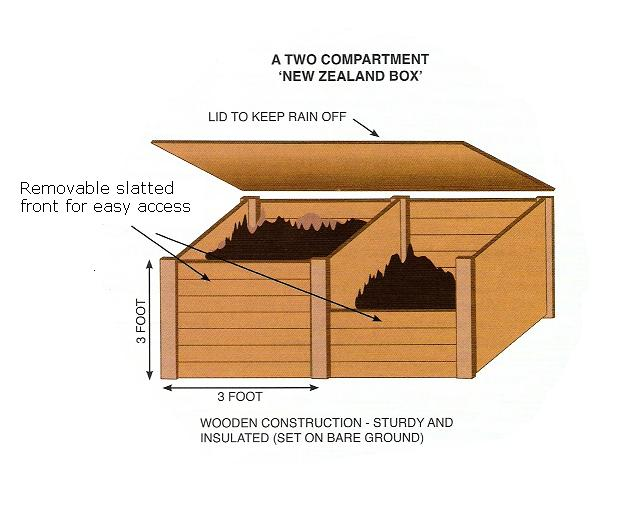 A TWO COMPARTMENT
‘NEW ZEALAND BOX’
LID TO KEEP RAIN OFF
Removable slatted
front for easy access
3 FOOT
3 FOOT
WOODEN CONSTRUCTION - STURDY AND
INSULATED (SET ON BARE GROUND)